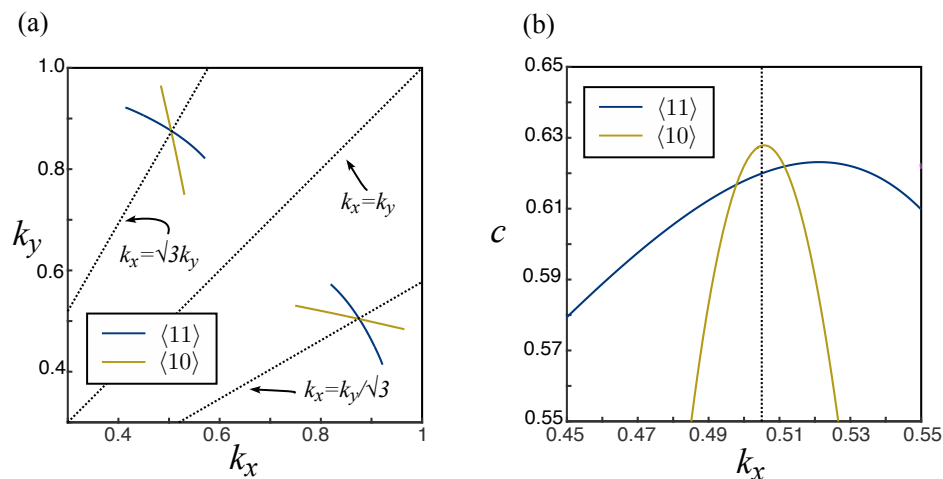 (a)
1.0
0.8
0.6
0.4
0.4
0.6
0.8
1
k_y
k_x
k_x=k_y
k_x=√3k_y
k_x=k_y/√3
⟨11⟩
⟨10⟩
(b)
0.65
0.63
0.61
0.59
0.57
0.55
0.45
0.47
0.49
0.51
0.53
0.55
c
k_x
⟨11⟩
⟨10⟩